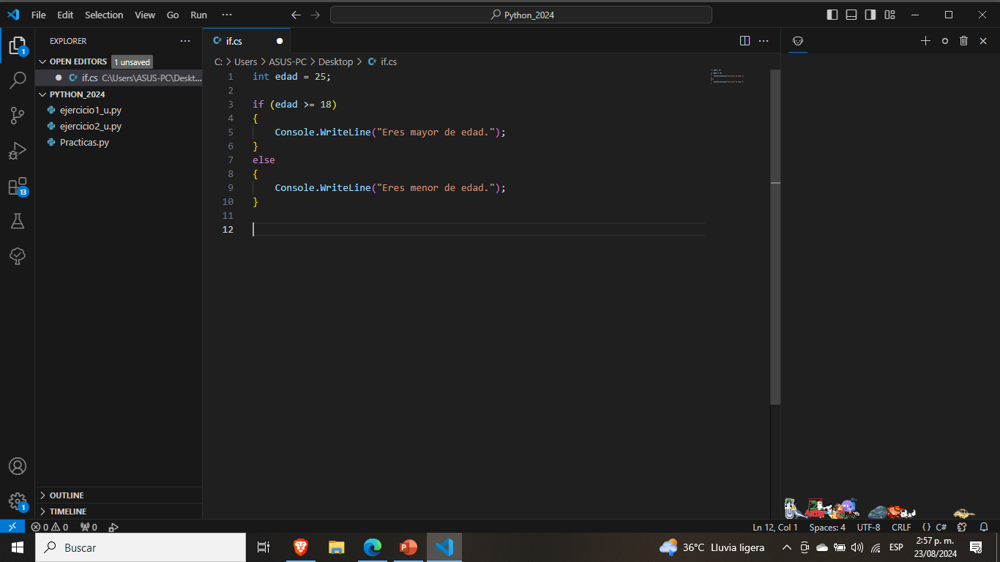 File Edit Selection View Go Run ···
Python_2024
EXPLORER ···
OPEN EDITORS 1 unsaved
if.cs C:\Users\ASUS-PC\Deskt...
PYTHON_2024
ejercicio1_u.py
ejercicio2_u.py
Practicas.py
OUTLINE
TIMELINE
1
13
1
if.cs
C: > Users > ASUS-PC > Desktop > if.cs
1 int edad = 25;
2
3 if (edad >= 18)
4 {
5 Console.WriteLine("Eres mayor de edad.");
6 }
7 else
8 {
9 Console.WriteLine("Eres menor de edad.");
10 }
11
12
0 0 0 Ln 12, Col 1 Spaces: 4 UTF-8 CRLF {} C#
Buscar 36°C Lluvia ligera ESP 2:57 p. m.
23/08/2024